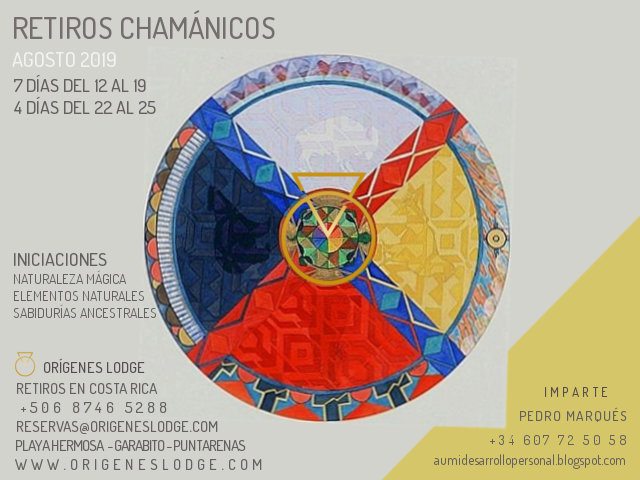 RETIROS CHAMÁNICOS
AGOSTO 2019
7 DÍAS DEL 12 AL 19
4 DÍAS DEL 22 AL 25
INICIACIONES
NATURALEZA MÁGICA
ELEMENTOS NATURALES
SABIDURÍAS ANCESTRALES
ORÍGENES LODGE
RETIROS EN COSTA RICA
+506 8746 5288
RESERVAS@ORIGENESLODGE.COM
PLAYA HERMOSA - GARABITO - PUNTARENAS
WWW.ORIGENESLODGE.COM
IMPARTE
PEDRO MARQUÉS
+34 607 72 50 58
aumidesarrollopersonal.blogspot.com